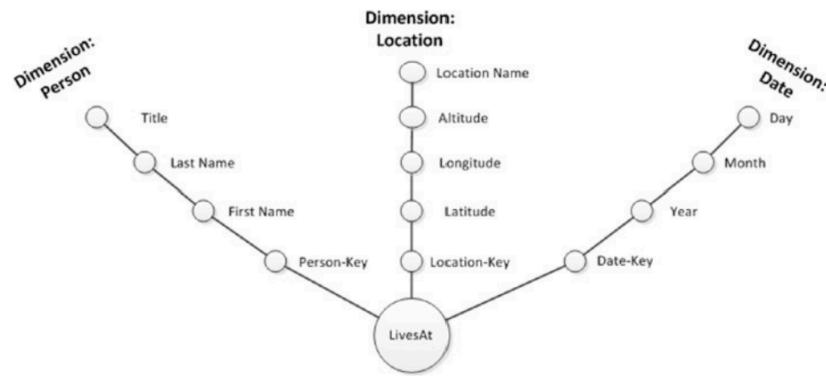 Dimension:
Person
Title
Last Name
First Name
Person-Key
Dimension:
Location
Location Name
Altitude
Longitude
Latitude
Location-Key
Dimension:
Date
Day
Month
Year
Date-Key
LivesAt